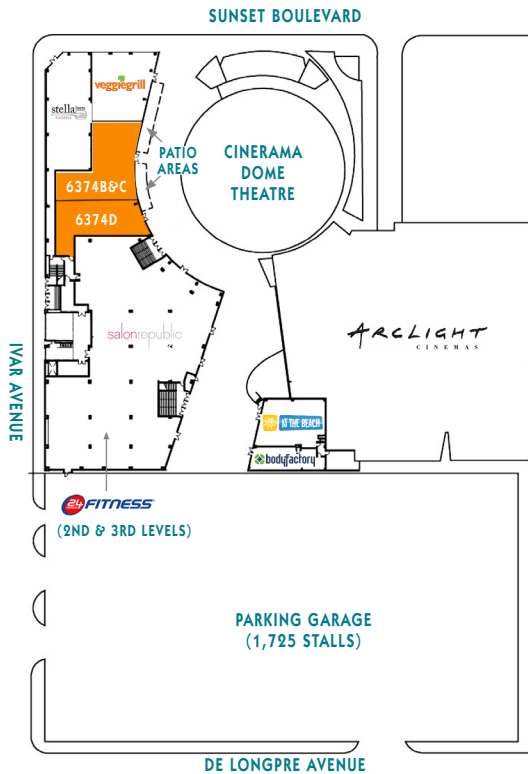 SUNSET BOULEVARD
veggiegrill
stella barra
PIZZERIA
PATIO
AREAS
CINERAMA
DOME
THEATRE
6374B&C
6374D
salonrepublic
ARCLIGHT
CINEMAS
IVAR AVENUE
AT THE BEACH
bodyfactory
24
FITNESS
(2ND & 3RD LEVELS)
PARKING GARAGE
(1,725 STALLS)
DE LONGPRE AVENUE